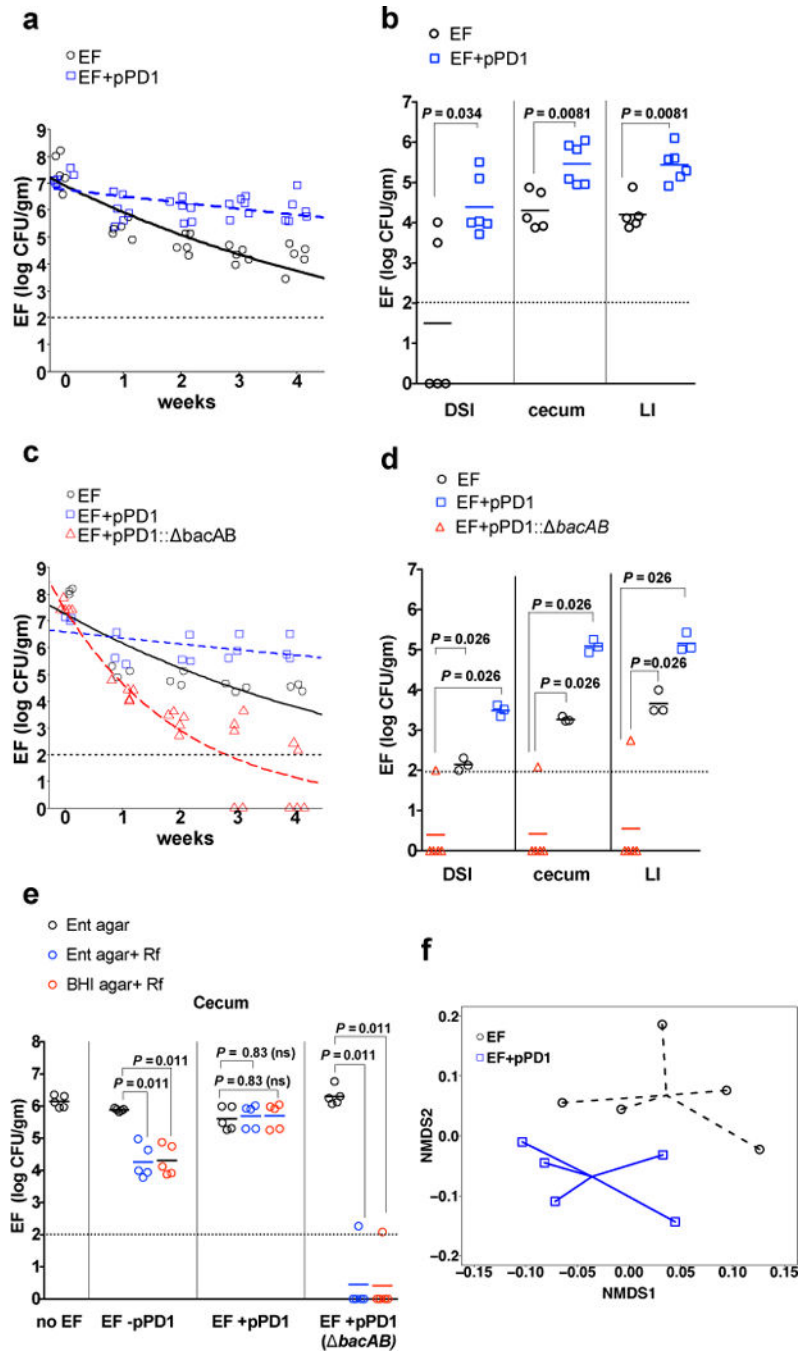 a
EF
EF+pPD1
EF (log CFU/gm)
9
8
7
6
5
4
3
2
1
0
0 1 2 3 4
weeks
b
EF
EF+pPD1
EF (log CFU/gm)
7
6
5
4
3
2
1
0
P = 0.034
P = 0.0081
P = 0.0081
DSI cecum LI
c
EF
EF+pPD1
EF+pPD1::ΔbacAB
EF (log CFU/gm)
9
8
7
6
5
4
3
2
1
0
0 1 2 3 4
weeks
d
EF
EF+pPD1
EF+pPD1::ΔbacAB
EF (log CFU/gm)
7
6
5
4
3
2
1
0
P = 0.026
P = 0.026
P = 0.026
P = 0.026
P = 026
P =0.026
DSI cecum LI
e
Ent agar
Ent agar+ Rf
BHI agar+ Rf
Cecum
EF (log CFU/gm)
8
7
6
5
4
3
2
1
0
P = 0.011
P = 0.011
P = 0.83 (ns)
P = 0.83 (ns)
P = 0.011
P = 0.011
no EF EF -pPD1 EF +pPD1 EF +pPD1
(ΔbacAB)
f
EF
EF+pPD1
NMDS2
0.2
0.1
0.0
−0.1
−0.2
−0.15 −0.10 −0.05 0.00 0.05 0.10 0.15
NMDS1